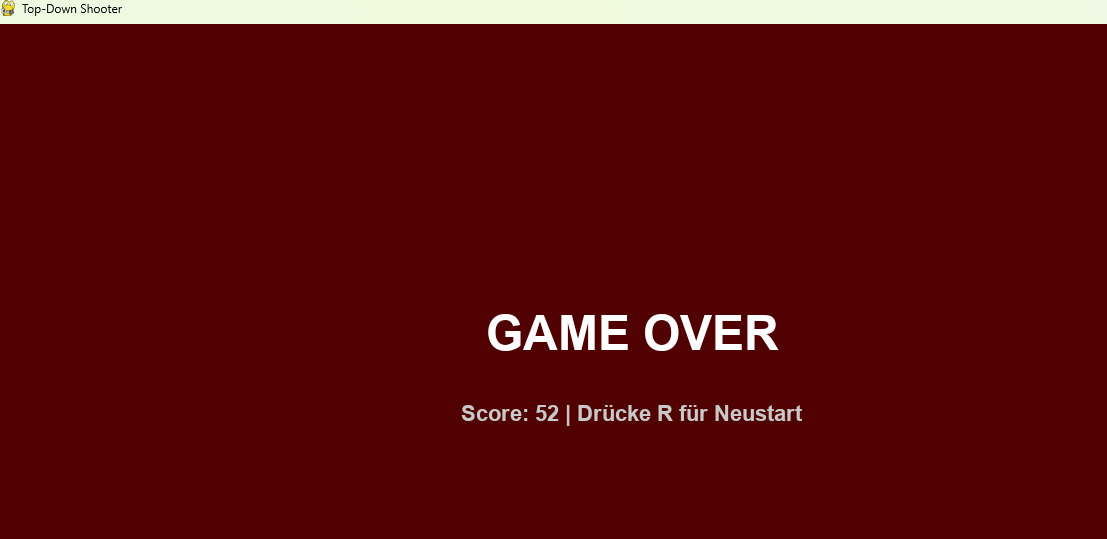 Top-Down Shooter
GAME OVER
Score: 52 | Drücke R für Neustart